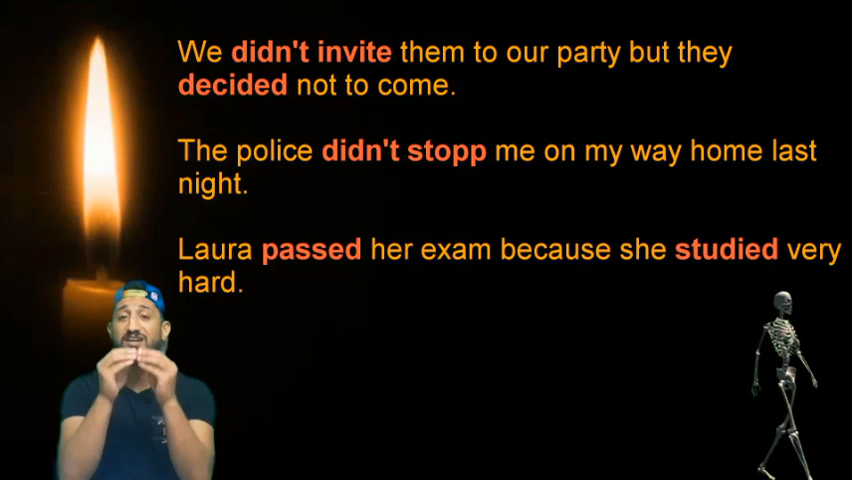 We didn't invite them to our party but they
decided not to come.
The police didn't stopp me on my way home last
night.
Laura passed her exam because she studied very
hard.